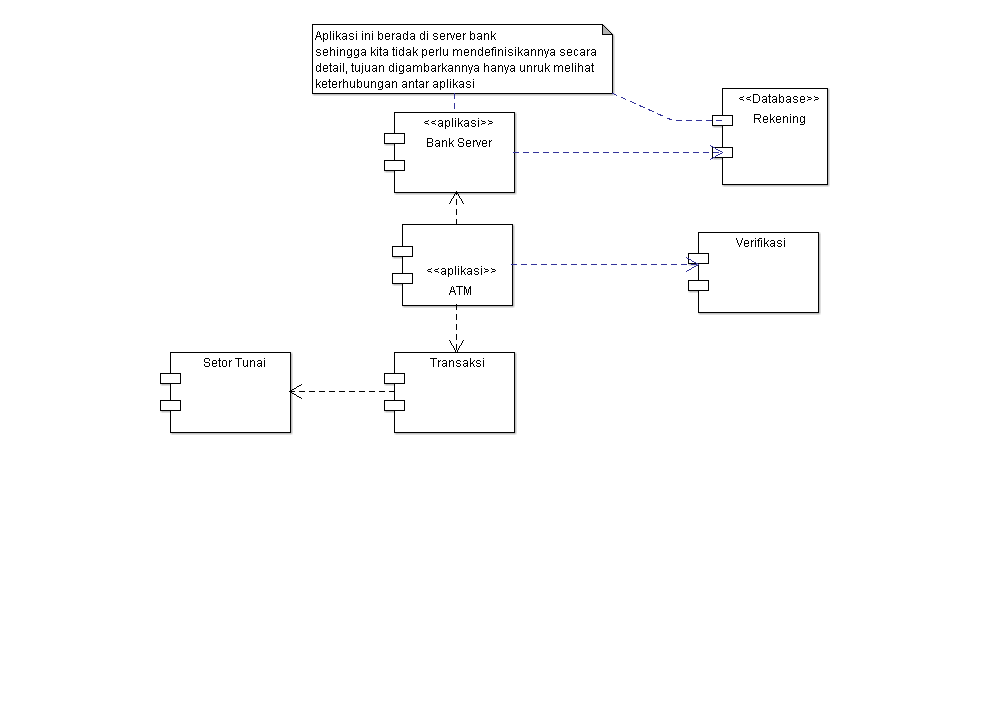 Aplikasi ini berada di server bank
sehingga kita tidak perlu mendefinisikannya secara
detail, tujuan digambarkannya hanya unruk melihat
keterhubungan antar aplikasi
<<Database>>
Rekening
<<aplikasi>>
Bank Server
Verifikasi
<<aplikasi>>
ATM
Setor Tunai
Transaksi